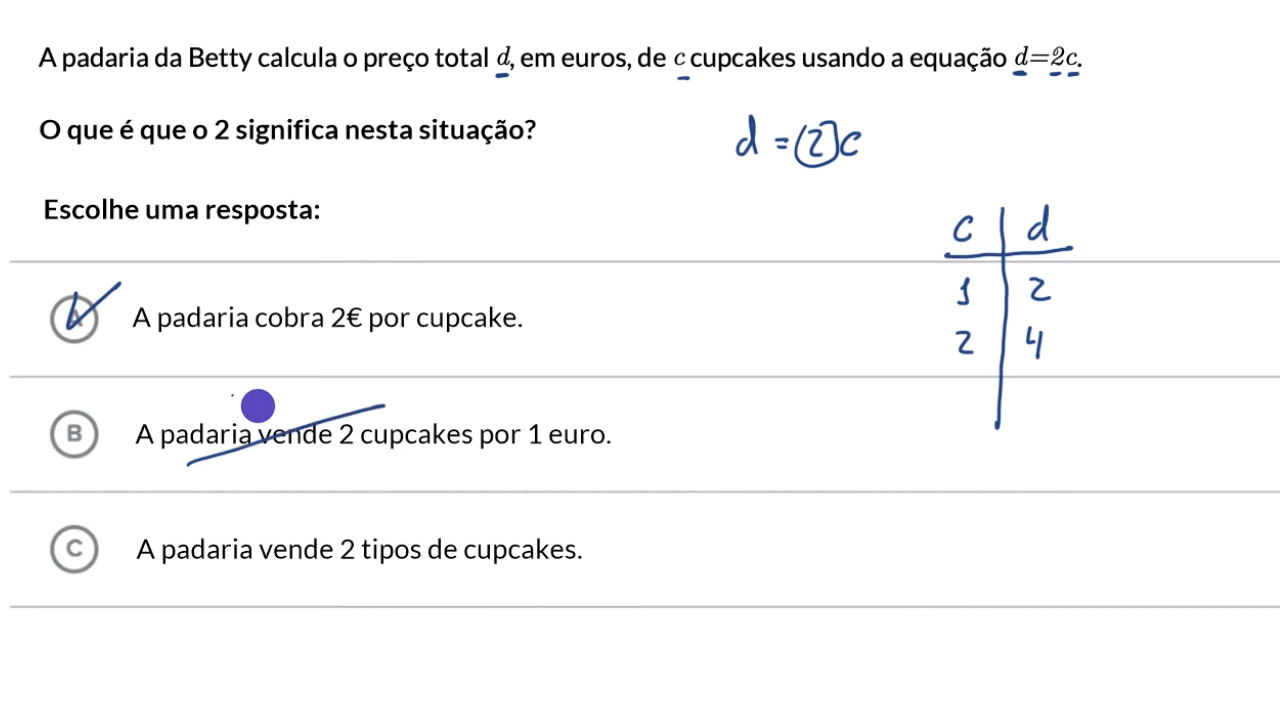 A padaria da Betty calcula o preço total d, em euros, de c cupcakes usando a equação d=2c.
O que é que o 2 significa nesta situação?
d = 2c
Escolhe uma resposta:
c d
1 2
2 4
A A padaria cobra 2€ por cupcake.
B A padaria vende 2 cupcakes por 1 euro.
C A padaria vende 2 tipos de cupcakes.